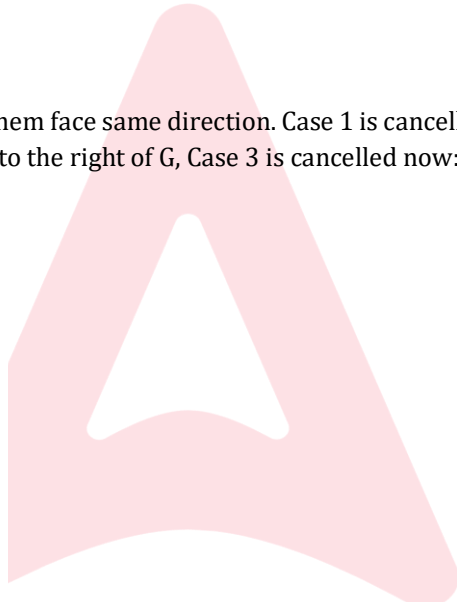 hem face same direction. Case 1 is cancell
to the right of G, Case 3 is cancelled now: